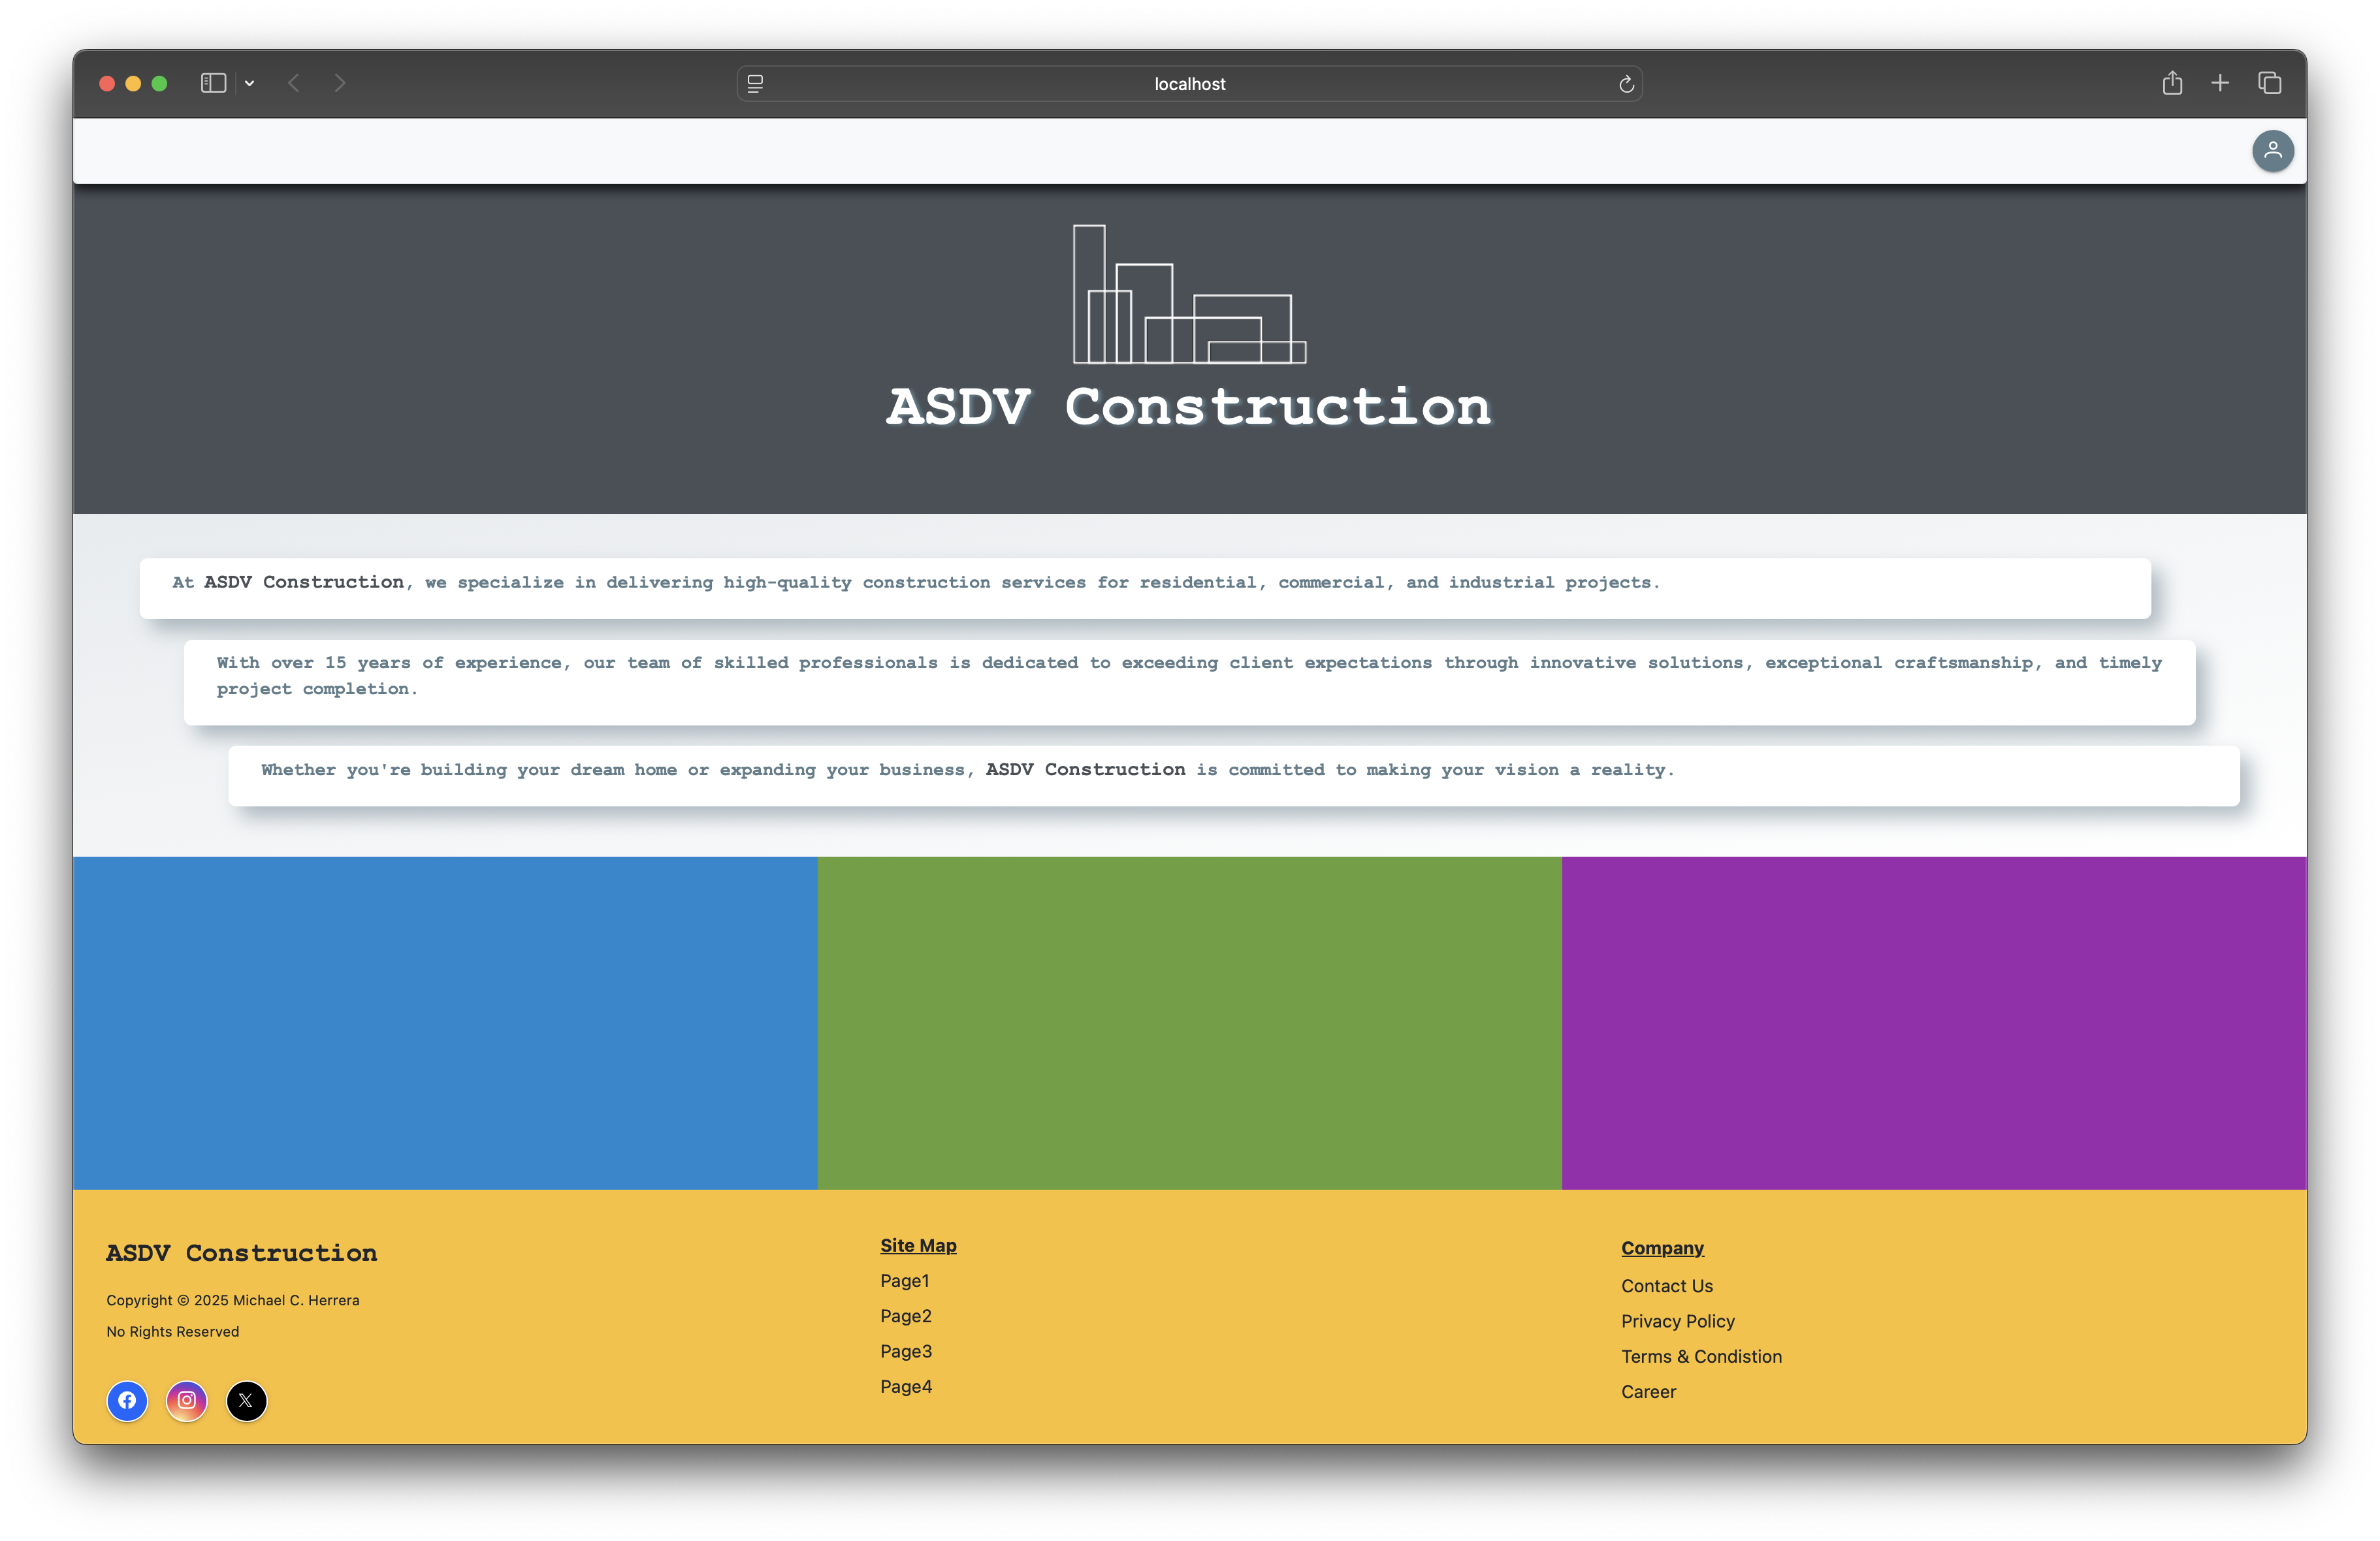 localhost
ASDV Construction
At ASDV Construction, we specialize in delivering high-quality construction services for residential, commercial, and industrial projects.
With over 15 years of experience, our team of skilled professionals is dedicated to exceeding client expectations through innovative solutions, exceptional craftsmanship, and timely
project completion.
Whether you're building your dream home or expanding your business, ASDV Construction is committed to making your vision a reality.
ASDV Construction
Copyright © 2025 Michael C. Herrera
No Rights Reserved
Site Map
Page1
Page2
Page3
Page4
Company
Contact Us
Privacy Policy
Terms & Condistion
Career